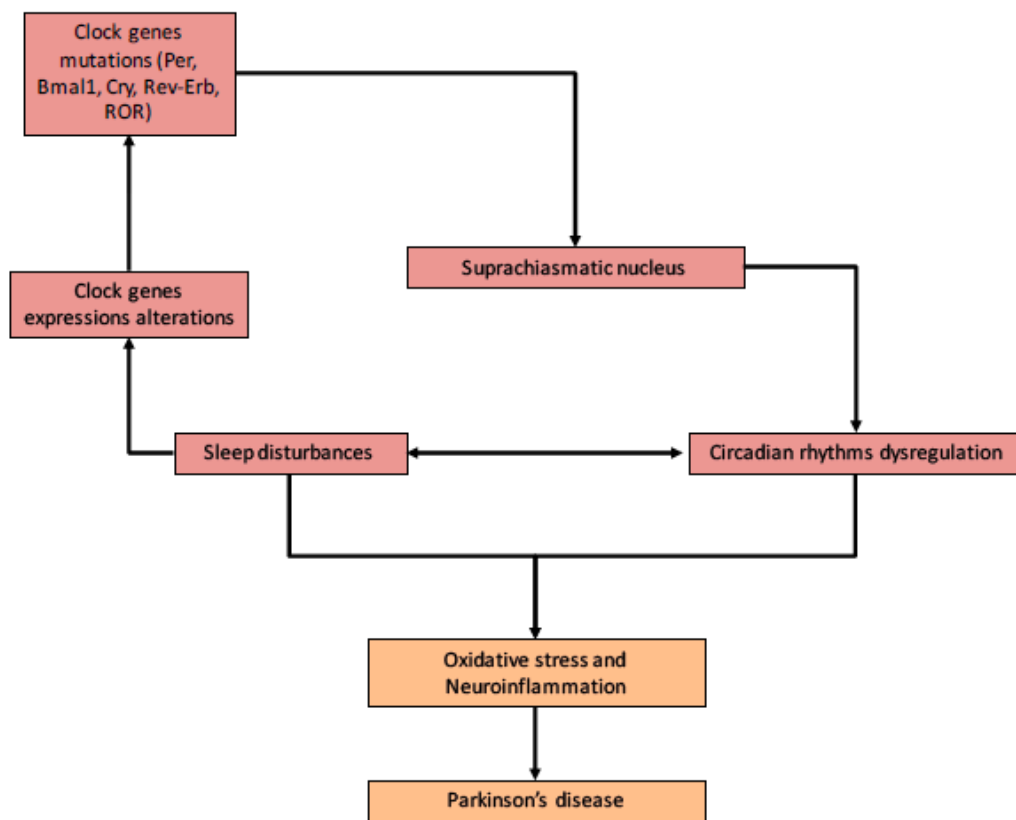 Clock genes
mutations (Per,
Bmal1, Cry, Rev-Erb,
ROR)
Suprachiasmatic nucleus
Clock genes
expressions alterations
Sleep disturbances
Circadian rhythms dysregulation
Oxidative stress and
Neuroinflammation
Parkinson's disease